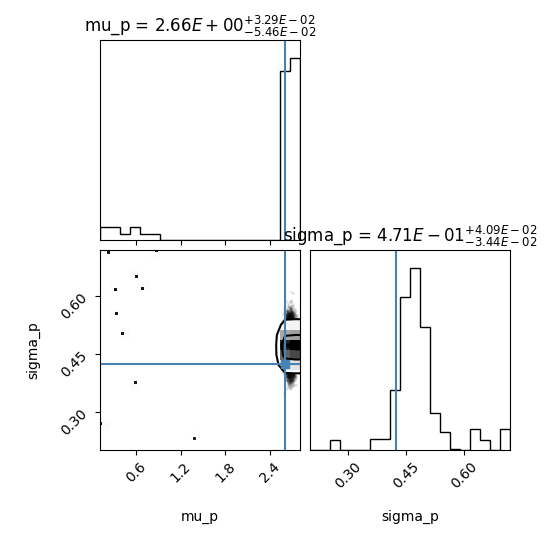 mu_p = 2.66E + 00 +3.29E − 02 −5.46E − 02
sigma_p = 4.71E − 01 +4.09E − 02 −3.44E − 02
0.60
0.45
0.30
sigma_p
0.6 1.2 1.8 2.4
0.30 0.45 0.60
mu_p sigma_p